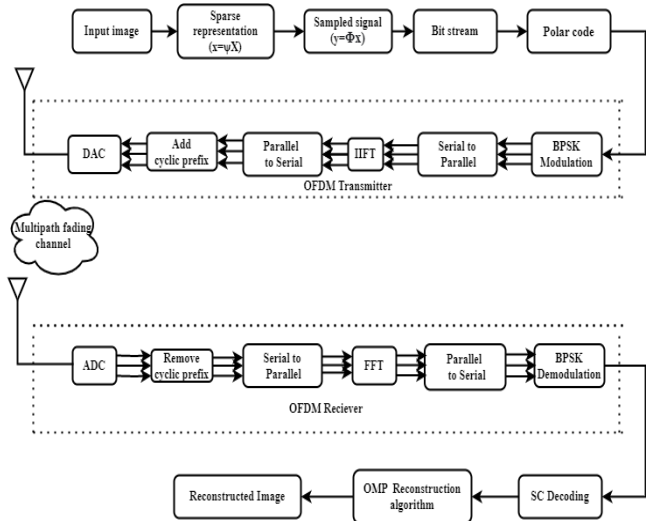 Input image
Sparse
representation
(x=ψX)
Sampled signal
(y=Φx)
Bit stream
Polar code
DAC
Add
cyclic prefix
Parallel
to Serial
IIFT
Serial to
Parallel
BPSK
Modulation
OFDM Transmitter
Multipath fading
channel
ADC
Remove
cyclic prefix
Serial to
Parallel
FFT
Parallel
to Serial
BPSK
Demodulation
OFDM Reciever
Reconstructed Image
OMP Reconstruction
algorithm
SC Decoding